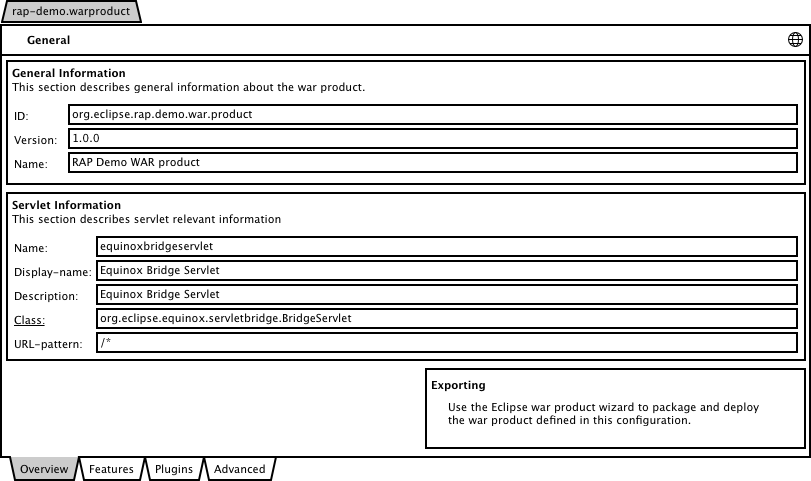 rap-demo.warproduct
General
General Information
This section describes general information about the war product.
ID: org.eclipse.rap.demo.war.product
Version: 1.0.0
Name: RAP Demo WAR product
Servlet Information
This section describes servlet relevant information
Name: equinoxbridgeservlet
Display-name: Equinox Bridge Servlet
Description: Equinox Bridge Servlet
Class: org.eclipse.equinox.servletbridge.BridgeServlet
URL-pattern: /*
Exporting
Use the Eclipse war product wizard to package and deploy
the war product defined in this configuration.
Overview Features Plugins Advanced